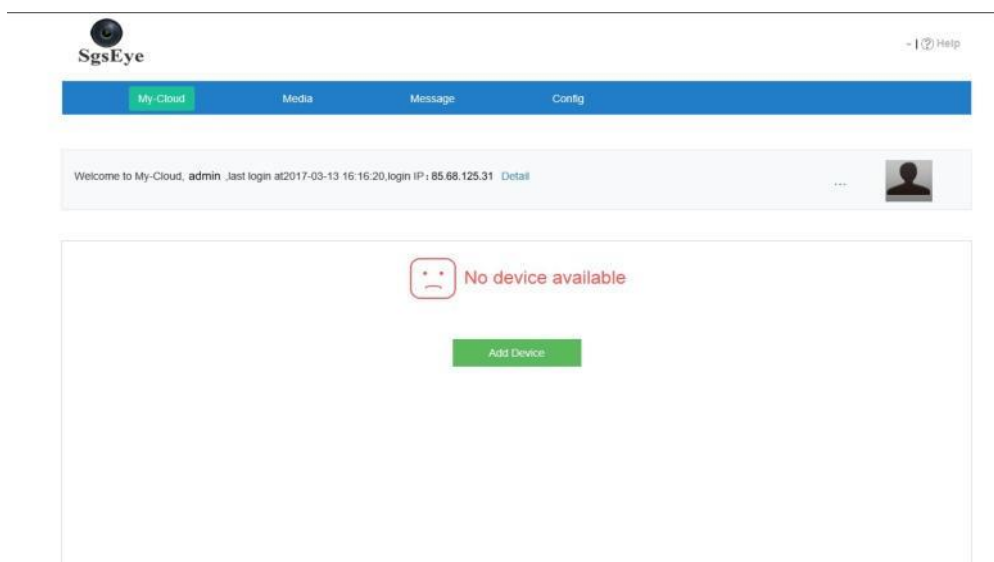 SgsEye
- | ? Help
My-Cloud Media Message Config
Welcome to My-Cloud, admin ,last login at2017-03-13 16:16:20,login IP: 85.68.125.31 Detail ...
No device available
Add Device